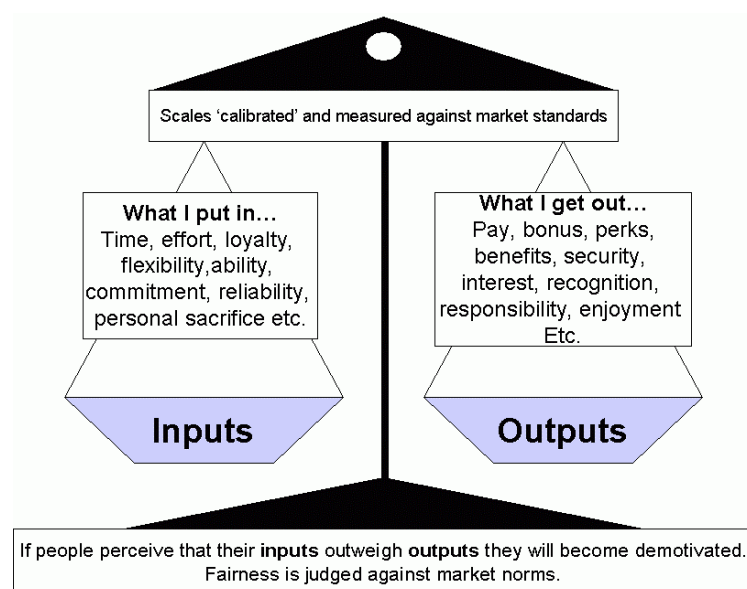 Scales ‘calibrated’ and measured against market standards
What I put in…
Time, effort, loyalty,
flexibility,ability,
commitment, reliability,
personal sacrifice etc.
What I get out…
Pay, bonus, perks,
benefits, security,
interest, recognition,
responsibility, enjoyment
Etc.
Inputs
Outputs
If people perceive that their inputs outweigh outputs they will become demotivated.
Fairness is judged against market norms.